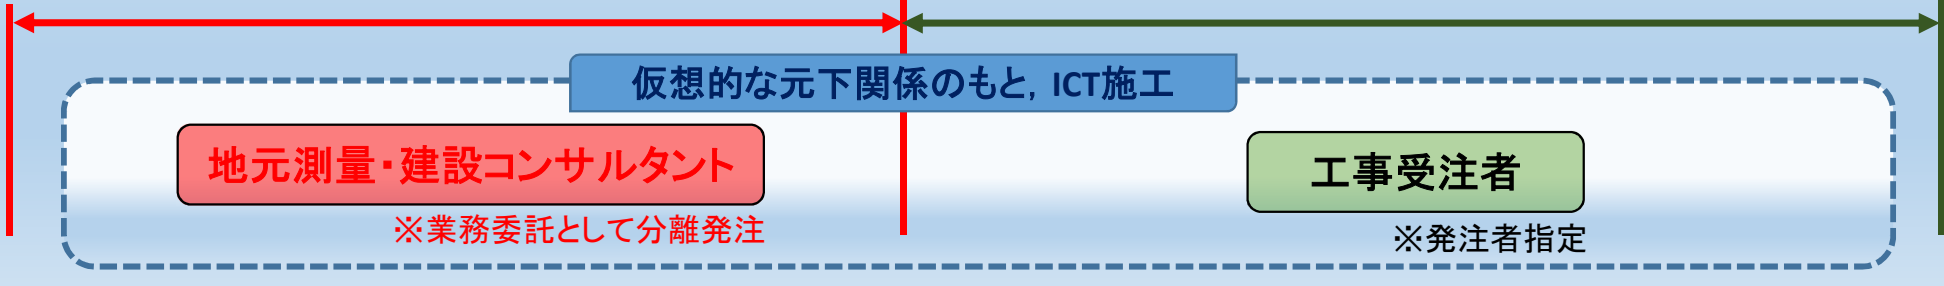 仮想的な元下関係のもと，ICT施工
地元測量・建設コンサルタント
※業務委託として分離発注
工事受注者
※発注者指定